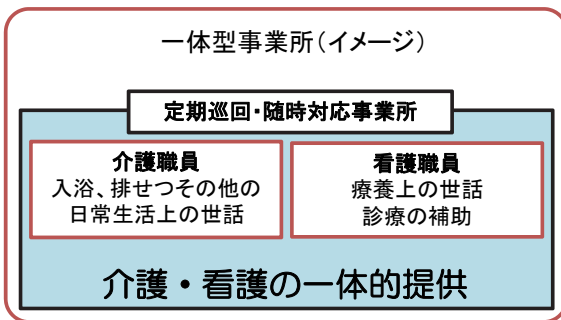 一体型事業所（イメージ）
定期巡回・随時対応事業所
介護職員
入浴、排せつその他の
日常生活上の世話
看護職員
療養上の世話
診療の補助
介護・看護の一体的提供